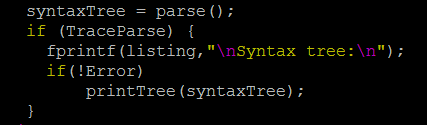 syntaxTree = parse();
if (TraceParse) {
fprintf(listing,"\nSyntax tree:\n");
if(!Error)
printTree(syntaxTree);
}